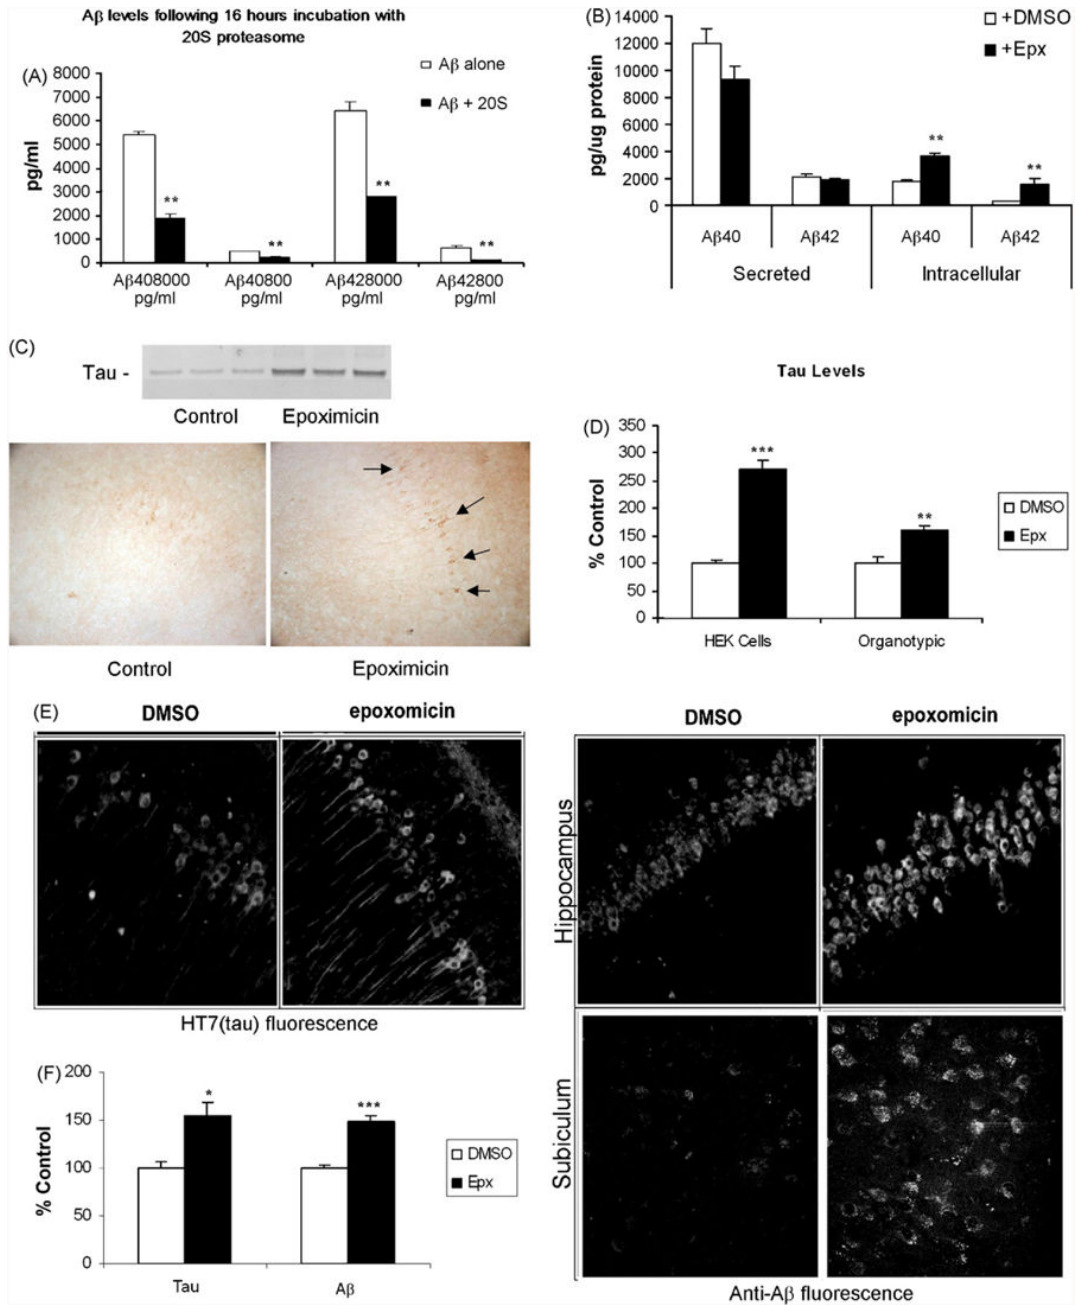 Aβ levels following 16 hours incubation with
20S proteasome
(A)
8000
7000
6000
5000
4000
3000
2000
1000
0
pg/ml
Aβ alone
Aβ + 20S
**
**
**
**
Aβ408000
pg/ml
Aβ40800
pg/ml
Aβ428000
pg/ml
Aβ42800
pg/ml
(B)
14000
12000
10000
8000
6000
4000
2000
0
pg/ug protein
+DMSO
+Epx
**
**
Aβ40
Aβ42
Aβ40
Aβ42
Secreted
Intracellular
(C)
Tau -
Control
Epoximicin
Control
Epoximicin
Tau Levels
(D)
350
300
250
200
150
100
50
0
% Control
***
**
DMSO
Epx
HEK Cells
Organotypic
(E)
DMSO
epoxomicin
HT7(tau) fluorescence
DMSO
epoxomicin
Hippocampus
Subiculum
Anti-Aβ fluorescence
(F)
200
150
100
50
0
% Control
*
***
DMSO
Epx
Tau
Aβ